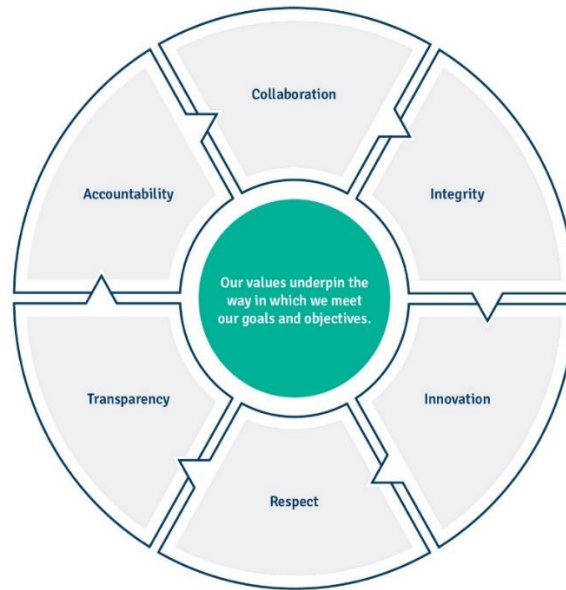 Collaboration
Accountability
Integrity
Our values underpin the
way in which we meet
our goals and objectives.
Transparency
Innovation
Respect